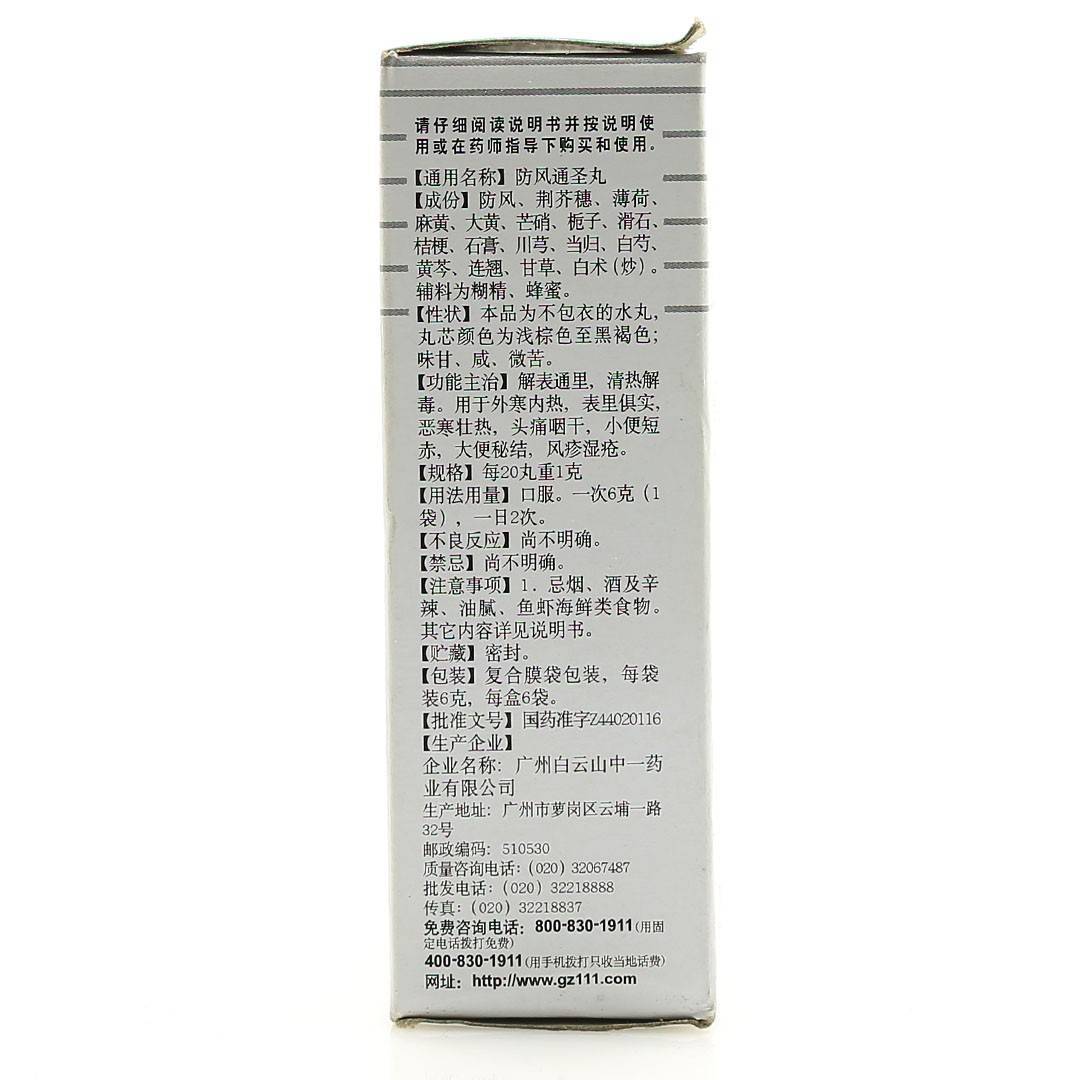 请仔细阅读说明书并按说明使
用或在药师指导下购买和使用。
【通用名称】防风通圣丸
【成份】防风、荆芥穗、薄荷、
麻黄、大黄、芒硝、栀子、滑石、
桔梗、石膏、川芎、当归、白芍、
黄芩、连翘、甘草、白术(炒)。
辅料为糊精、蜂蜜。
【性状】本品为不包衣的水丸,
丸芯颜色为浅棕色至黑褐色;
味甘、咸、微苦。
【功能主治】解表通里,清热解
毒。用于外寒内热,表里俱实,
恶寒壮热,头痛咽干,小便短
赤,大便秘结,风疹湿疮。
【规格】每20丸重1克
【用法用量】口服。一次6克(1
袋),一日2次。
【不良反应】尚不明确。
【禁忌】尚不明确。
【注意事项】1. 忌烟、酒及辛
辣、油腻、鱼虾海鲜类食物。
其它内容详见说明书。
【贮藏】密封。
【包装】复合膜袋包装,每袋
装6克,每盒6袋。
【批准文号】国药准字Z44020116
【生产企业】
企业名称:广州白云山中一药
业有限公司
生产地址:广州市萝岗区云埔一路
32号
邮政编码:510530
质量咨询电话:(020)32067487
批发电话:(020)32218888
传真:(020)32218837
免费咨询电话:800-830-1911(用固
定电话拨打免费)
400-830-1911(用手机拨打只收当地话费)
网址:http://www.gz111.com